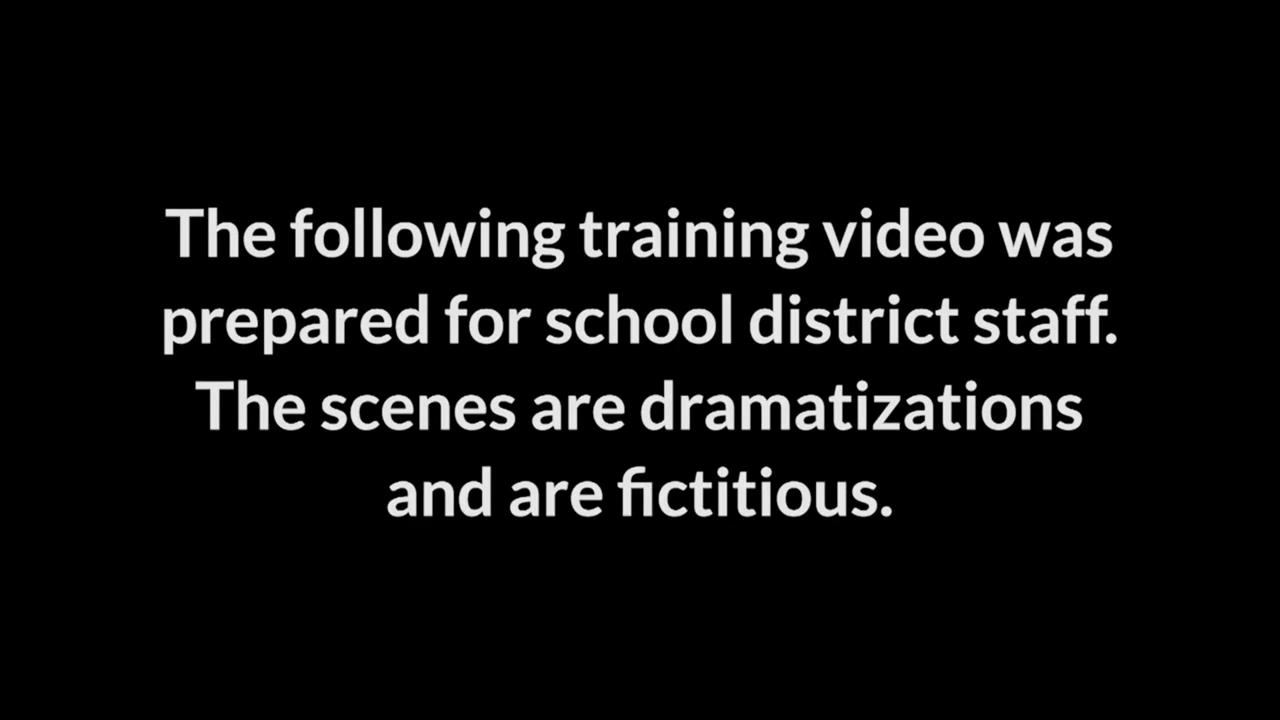 The following training video was
prepared for school district staff.
The scenes are dramatizations
and are fictitious.